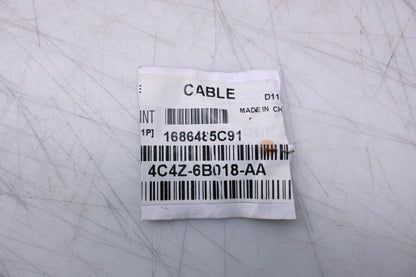 E CABLE D11
INT MADE IN CH
1P] 1686485C91
4C4Z-6B018-AA